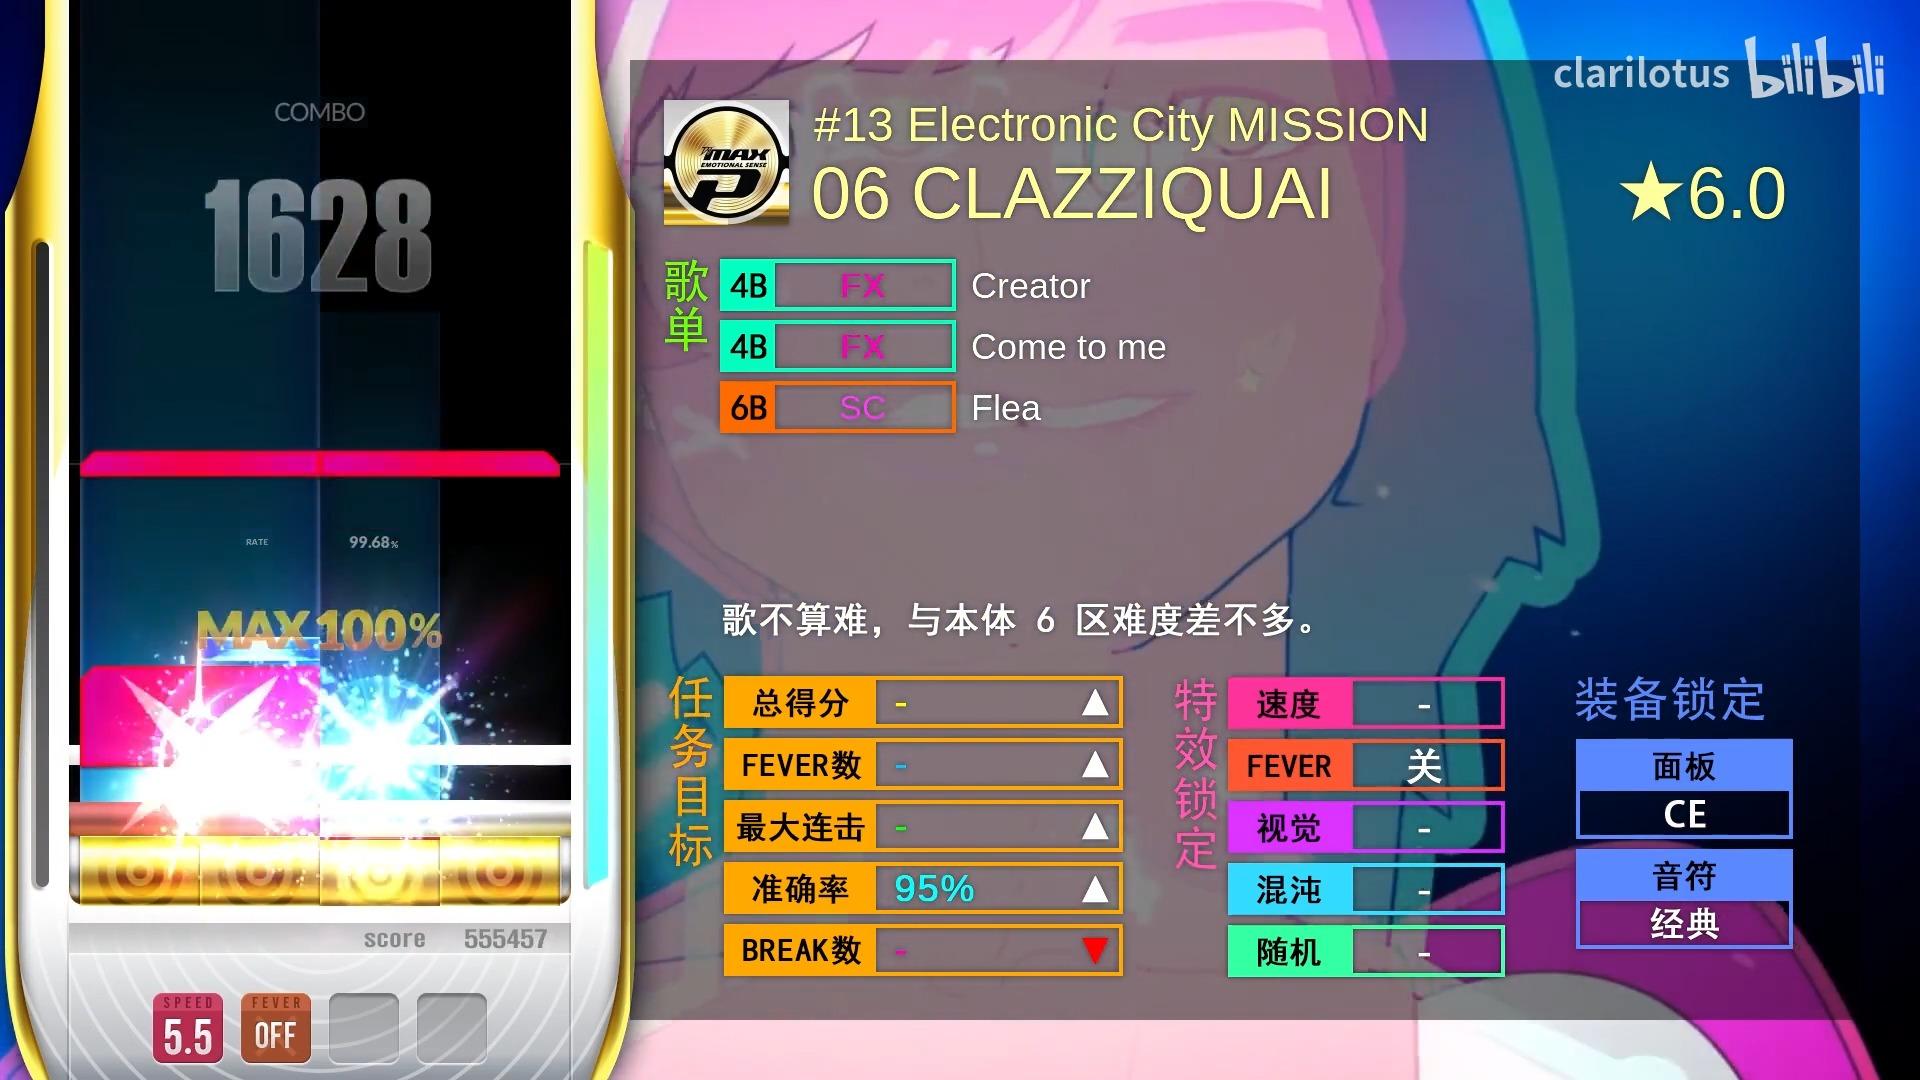 COMBO
1628
RATE 99.68%
MAX 100%
score 555457
SPEED
5.5
FEVER
OFF
clarilotus bilibili
MAX
EMOTIONAL SENSE
P
#13 Electronic City MISSION
06 CLAZZIQUAI
★6.0
歌单
4B FX Creator
4B FX Come to me
6B SC Flea
歌不算难，与本体 6 区难度差不多。
任务目标
总得分 - ▲
FEVER数 - ▲
最大连击 - ▲
准确率 95% ▲
BREAK数 - ▼
特效锁定
速度 -
FEVER 关
视觉 -
混沌 -
随机 -
装备锁定
面板
CE
音符
经典